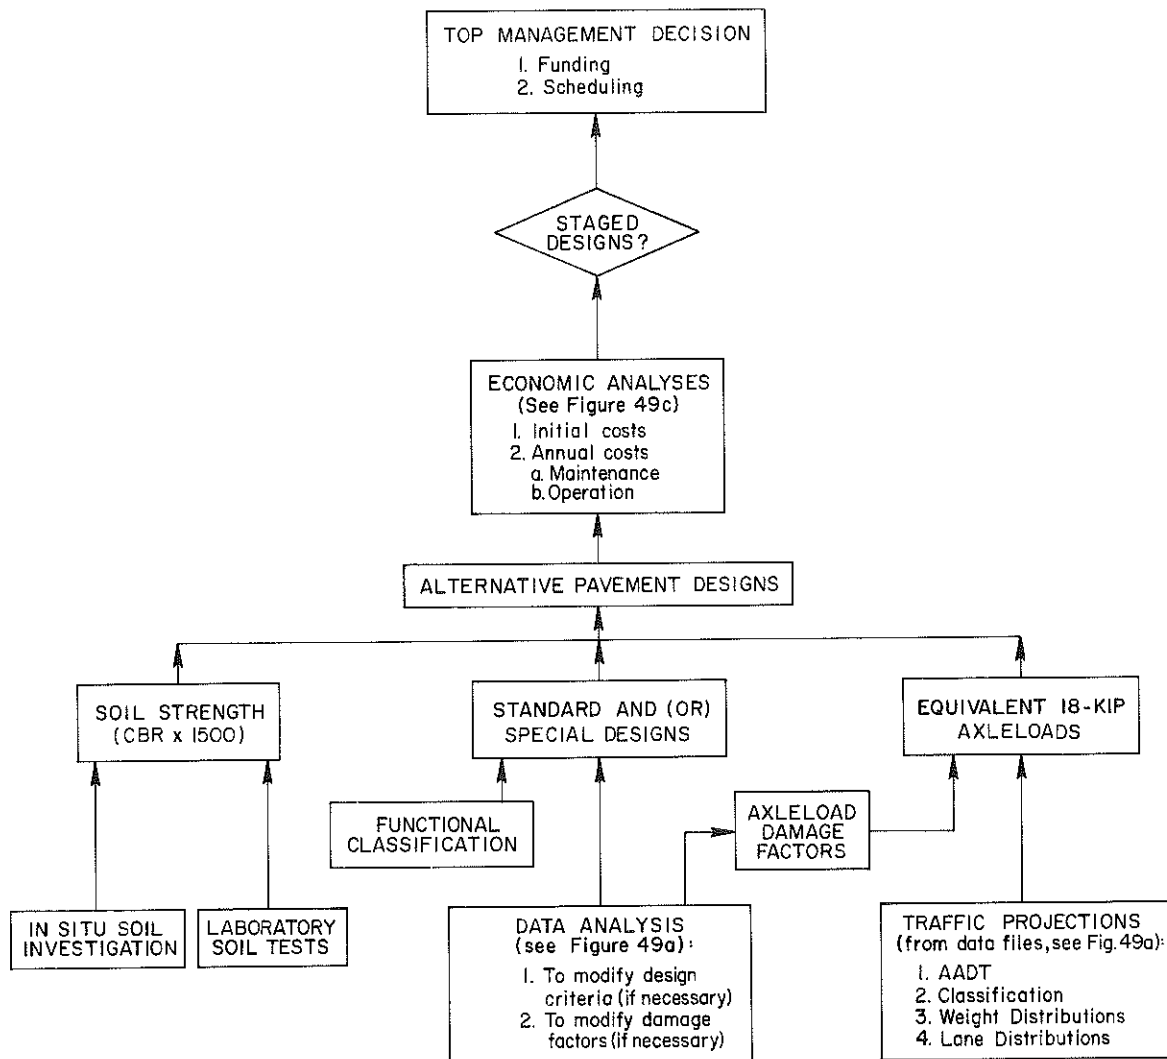 TOP MANAGEMENT DECISION
1. Funding
2. Scheduling
STAGED
DESIGNS?
ECONOMIC ANALYSES
(See Figure 49c)
1. Initial costs
2. Annual costs
a. Maintenance
b. Operation
ALTERNATIVE PAVEMENT DESIGNS
SOIL STRENGTH
(CBR x 1500)
STANDARD AND (OR)
SPECIAL DESIGNS
EQUIVALENT 18-KIP
AXLELOADS
FUNCTIONAL
CLASSIFICATION
AXLELOAD
DAMAGE
FACTORS
IN SITU SOIL
INVESTIGATION
LABORATORY
SOIL TESTS
DATA ANALYSIS
(see Figure 49a):
1. To modify design
criteria (if necessary)
2. To modify damage
factors (if necessary)
TRAFFIC PROJECTIONS
(from data files, see Fig. 49a):
1. AADT
2. Classification
3. Weight Distributions
4. Lane Distributions